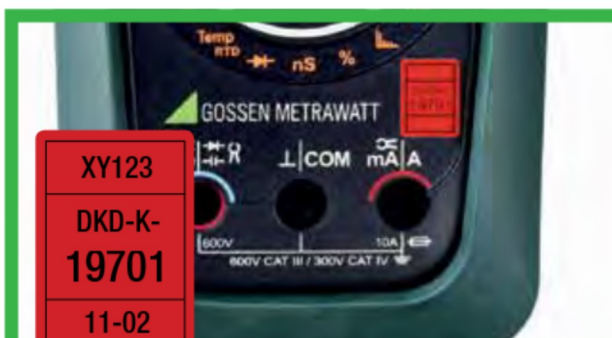 Temp
RTD
nS
%
GOSSEN METRAWATT
⊥ COM
mA A
600V
10A
600V CAT III / 300V CAT IV
XY123
DKD-K-
19701
11-02